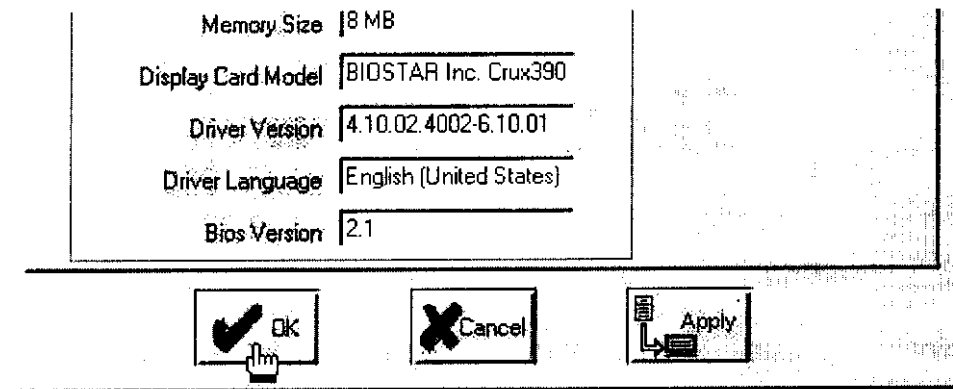 Memory Size 8 MB
Display Card Model BIOSTAR Inc. Crux390
Driver Version 4.10.02.4002-6.10.01
Driver Language English (United States)
Bios Version 2.1
OK Cancel Apply